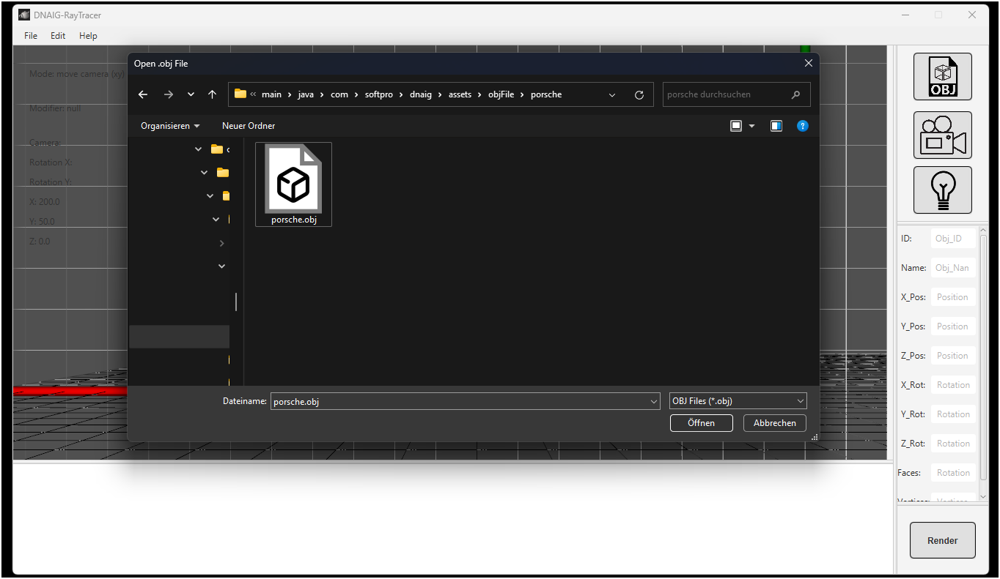 DNAIG-RayTracer
File Edit Help
Open .obj File
Mode: move camera (xy)
Modifier: null
Camera:
Rotation X:
Rotation Y:
X: 200.0
Y: 50.0
Z: 0.0
« main › java › com › softpro › dnaig › assets › objFile › porsche
porsche durchsuchen
Organisieren Neuer Ordner
?
porsche.obj
Dateiname: porsche.obj
OBJ Files (*.obj)
Öffnen Abbrechen
OBJ
ID: Obj_ID
Name: Obj_Nan
X_Pos: Position
Y_Pos: Position
Z_Pos: Position
X_Rot: Rotation
Y_Rot: Rotation
Z_Rot: Rotation
Faces: Rotation
Vertices: Vertices
Render